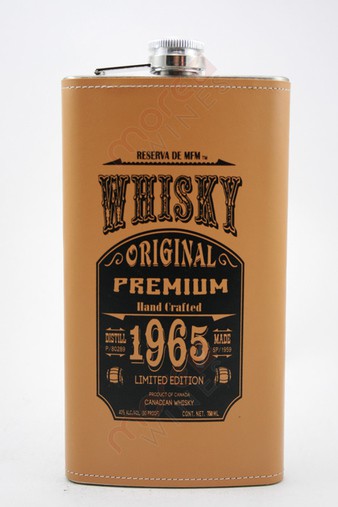 RESERVA DE MFM ™
WHISKY
ORIGINAL
PREMIUM
Hand Crafted
DISTILL 1965 MADE
LIMITED EDITION
PRODUCT OF CANADA
CANADIAN WHISKY
CONT. NET.